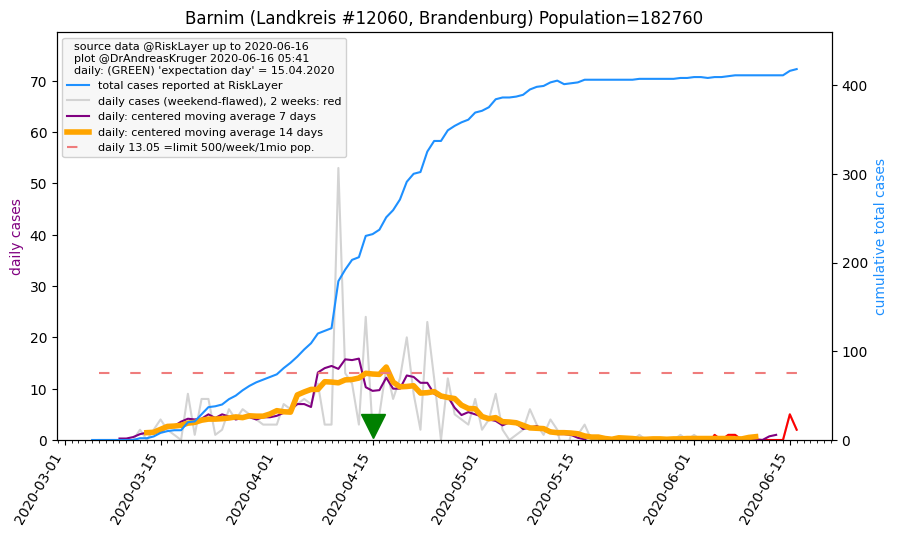 Barnim (Landkreis #12060, Brandenburg) Population=182760
source data @RiskLayer up to 2020-06-16
plot @DrAndreasKruger 2020-06-16 05:41
daily: (GREEN) 'expectation day' = 15.04.2020
total cases reported at RiskLayer
daily cases (weekend-flawed), 2 weeks: red
daily: centered moving average 7 days
daily: centered moving average 14 days
daily 13.05 =limit 500/week/1mio pop.
daily cases
70
60
50
40
30
20
10
0
400
300
200
100
0
cumulative total cases
2020-03-01
2020-03-15
2020-04-01
2020-04-15
2020-05-01
2020-05-15
2020-06-01
2020-06-15